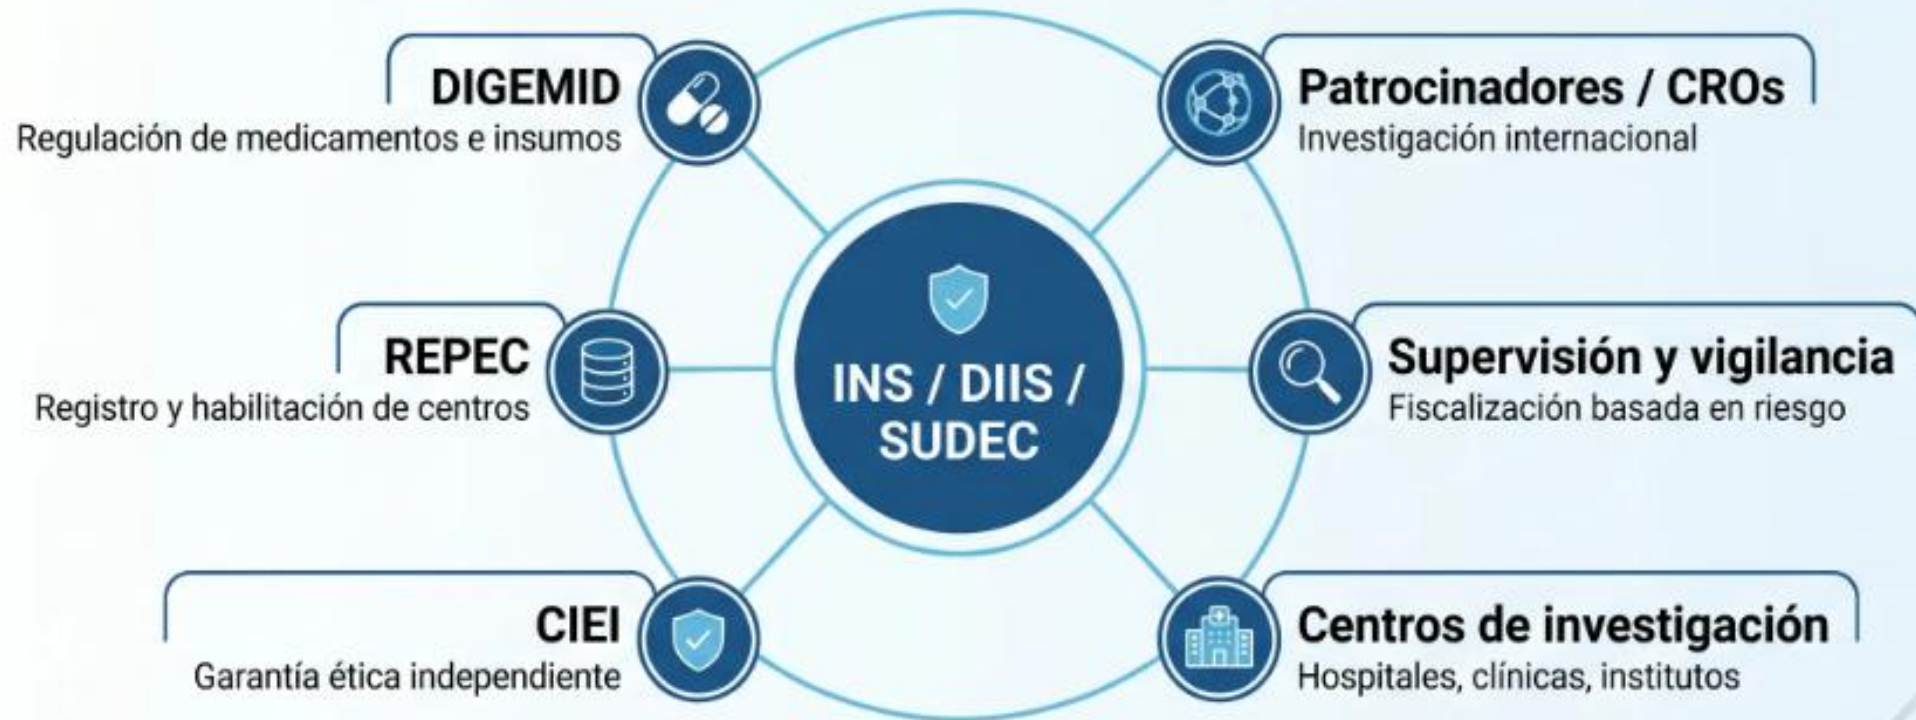 DIGEMID
Regulación de medicamentos e insumos
Patrocinadores / CROs
Investigación internacional
REPEC
Registro y habilitación de centros
INS / DIIS /
SUDEC
Supervisión y vigilancia
Fiscalización basada en riesgo
CIEI
Garantía ética independiente
Centros de investigación
Hospitales, clínicas, institutos